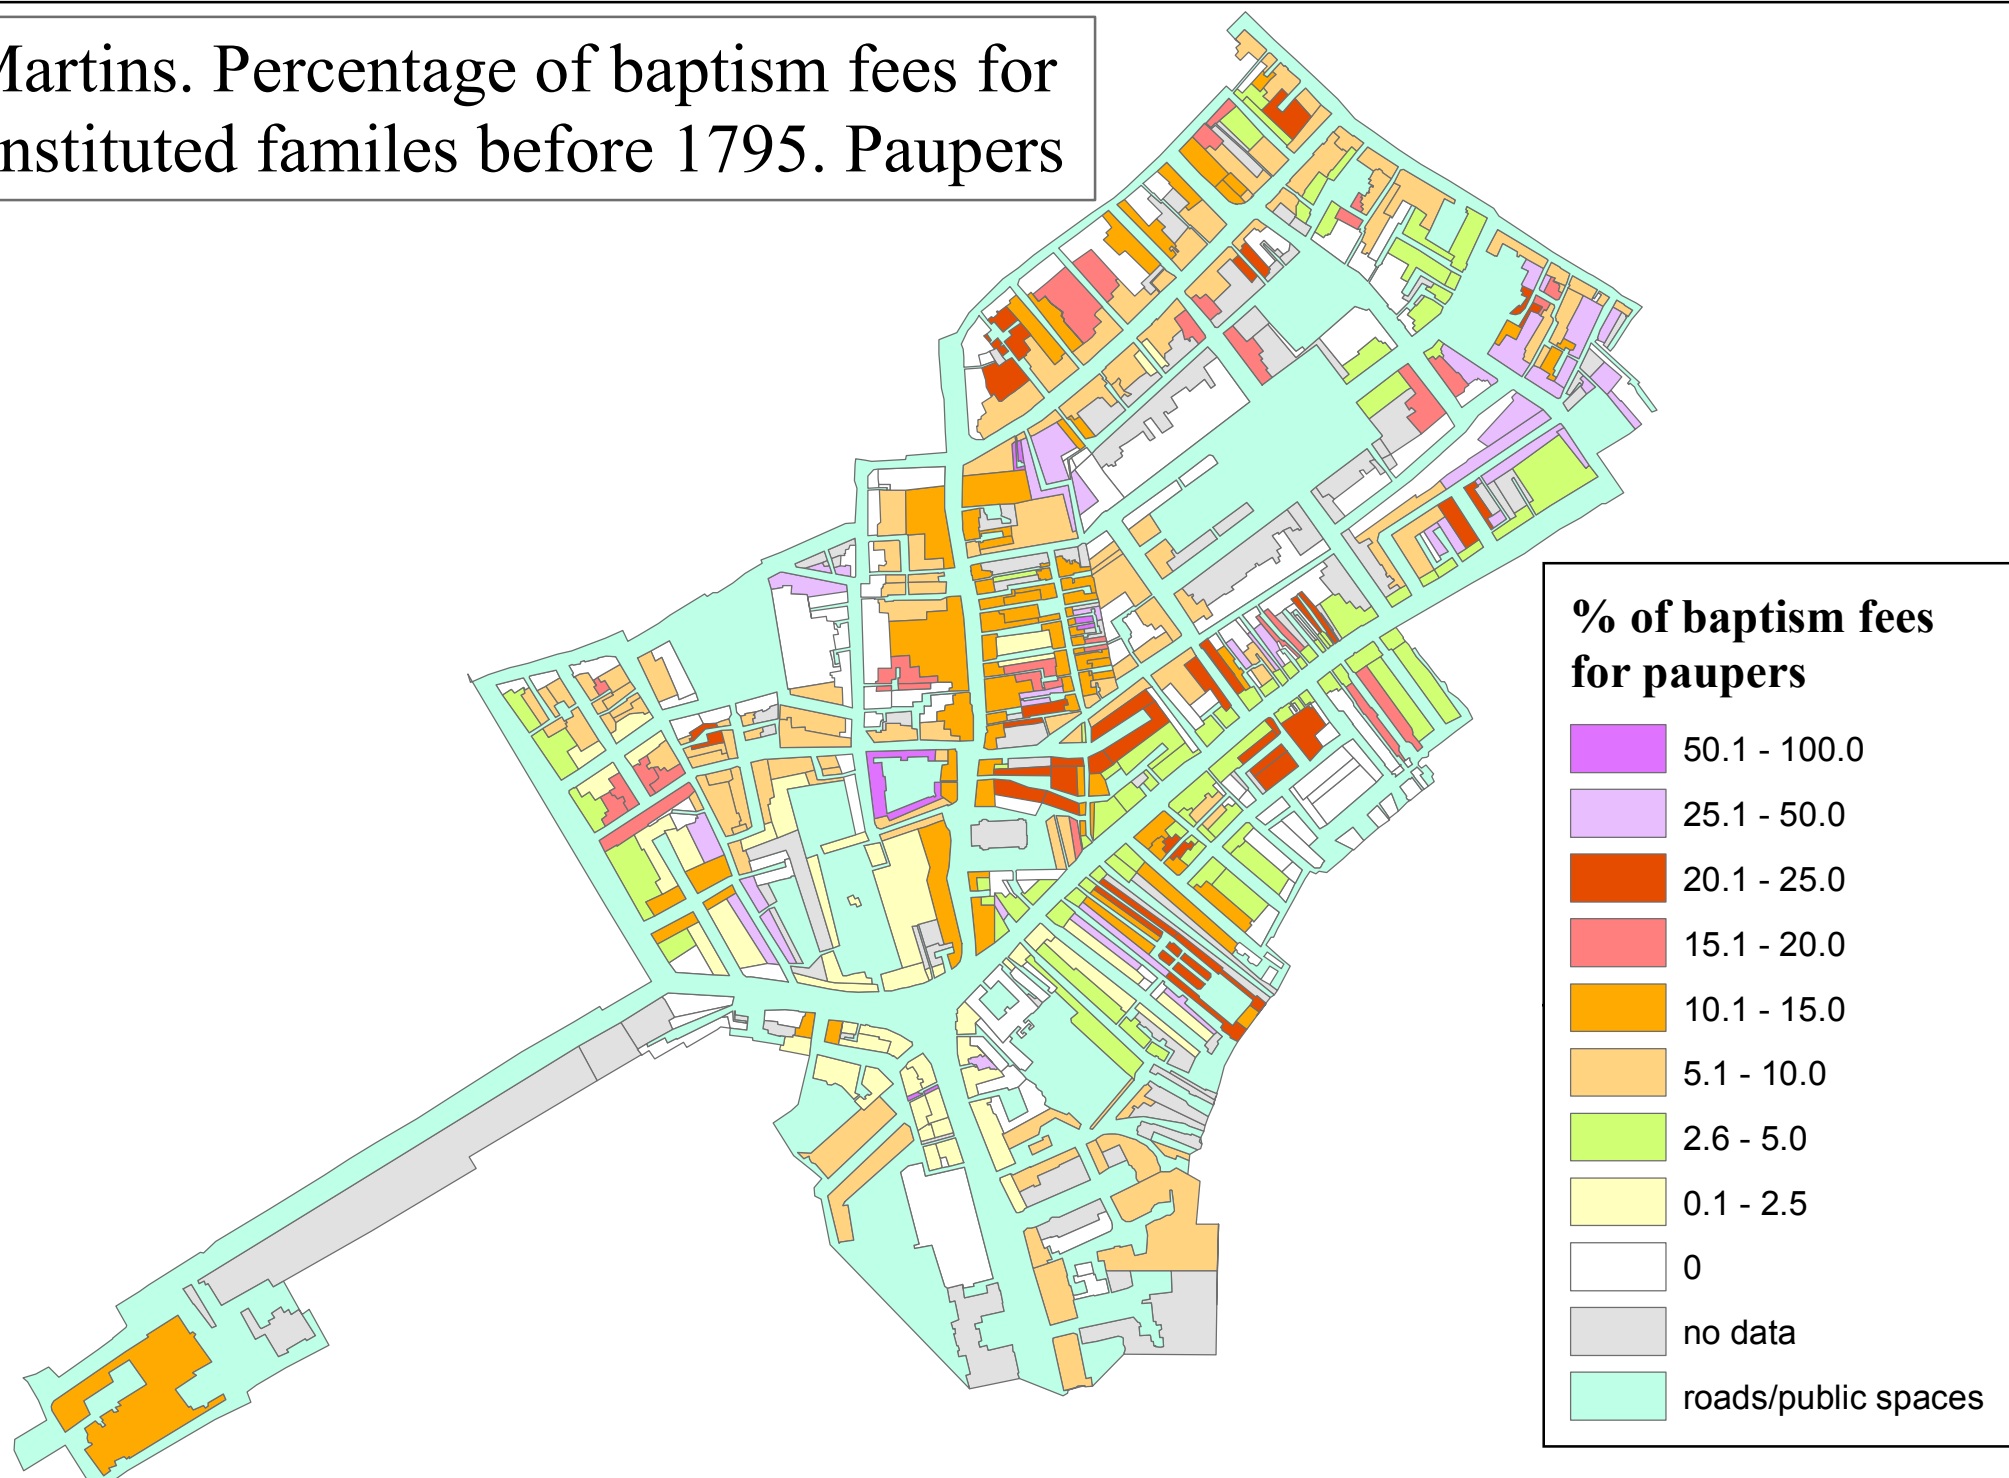 Martins. Percentage of baptism fees for
nstituted familes before 1795. Paupers
% of baptism fees
for paupers
50.1 - 100.0
25.1 - 50.0
20.1 - 25.0
15.1 - 20.0
10.1 - 15.0
5.1 - 10.0
2.6 - 5.0
0.1 - 2.5
0
no data
roads/public spaces